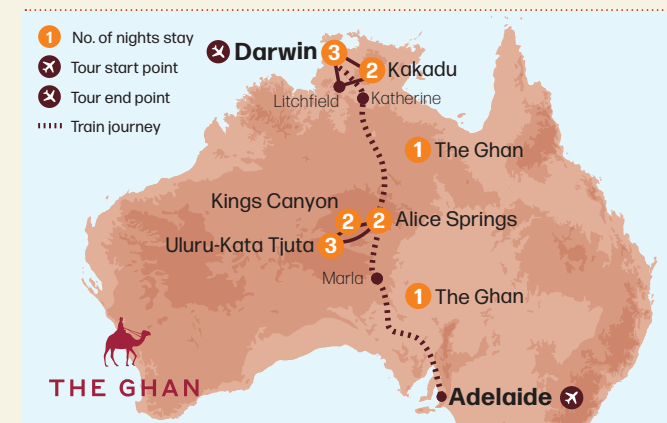 1 No. of nights stay
Tour start point
Tour end point
Train journey
Darwin 3
2 Kakadu
Litchfield
Katherine
1 The Ghan
Kings Canyon 2
2 Alice Springs
Uluru-Kata Tjuta 3
Marla
1 The Ghan
THE GHAN
Adelaide